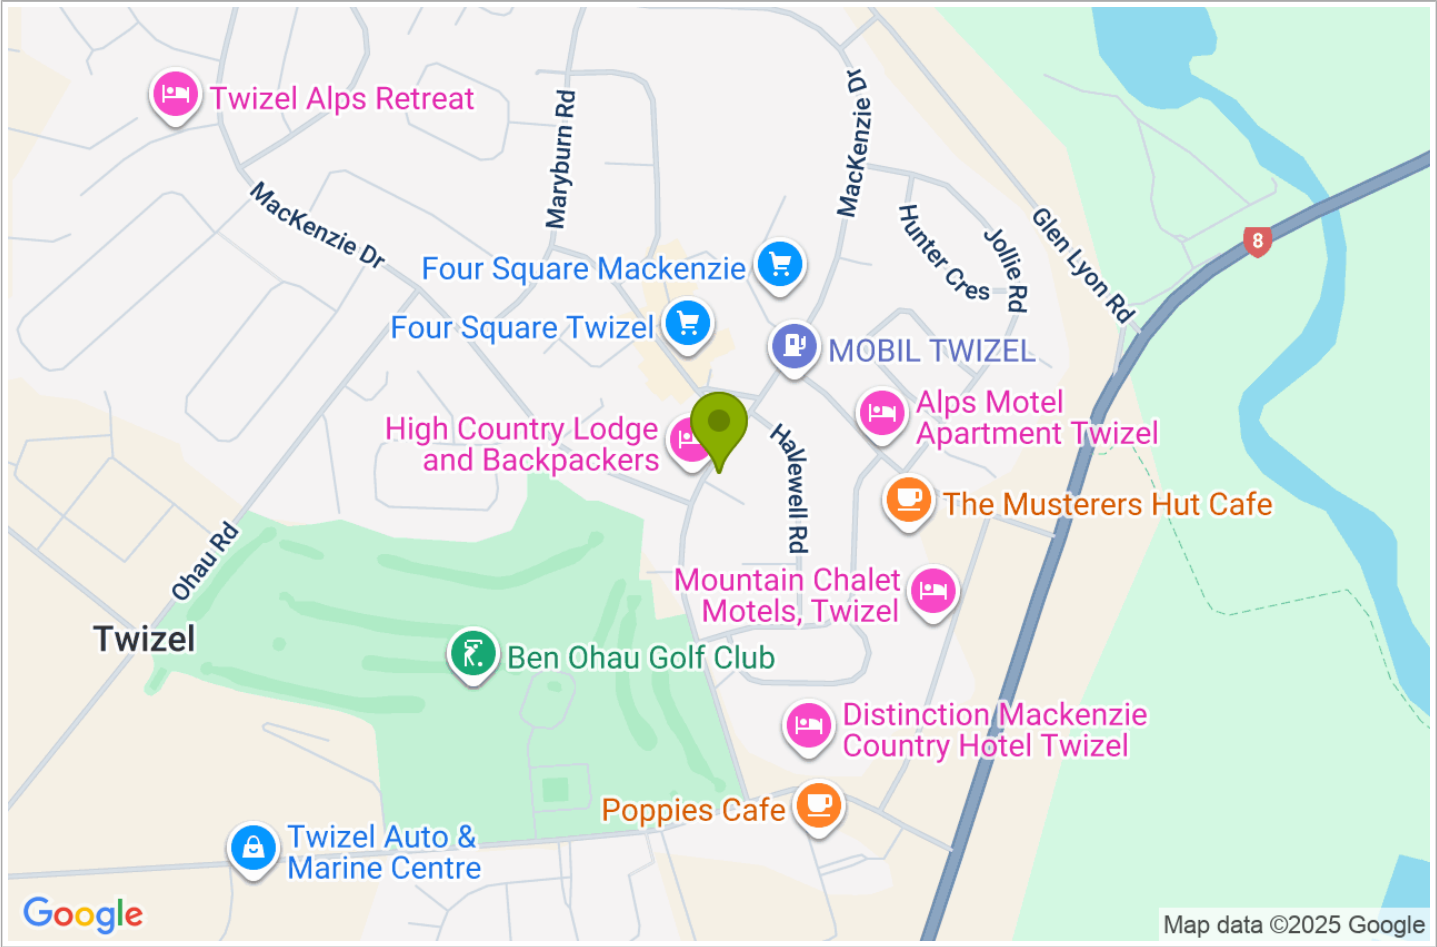 Twizel Alps Retreat
Maryburn Rd
MacKenzie Dr
MacKenzie Dr
Hunter Cres
Jollie Rd
Glen Lyon Rd
8
Four Square Mackenzie
Four Square Twizel
MOBIL TWIZEL
Alps Motel
Apartment Twizel
High Country Lodge
and Backpackers
Hallewell Rd
The Musterers Hut Cafe
Ohau Rd
Mountain Chalet
Motels, Twizel
Twizel
Ben Ohau Golf Club
Distinction Mackenzie
Country Hotel Twizel
Poppies Cafe
Twizel Auto &
Marine Centre
Google
Map data ©2025 Google